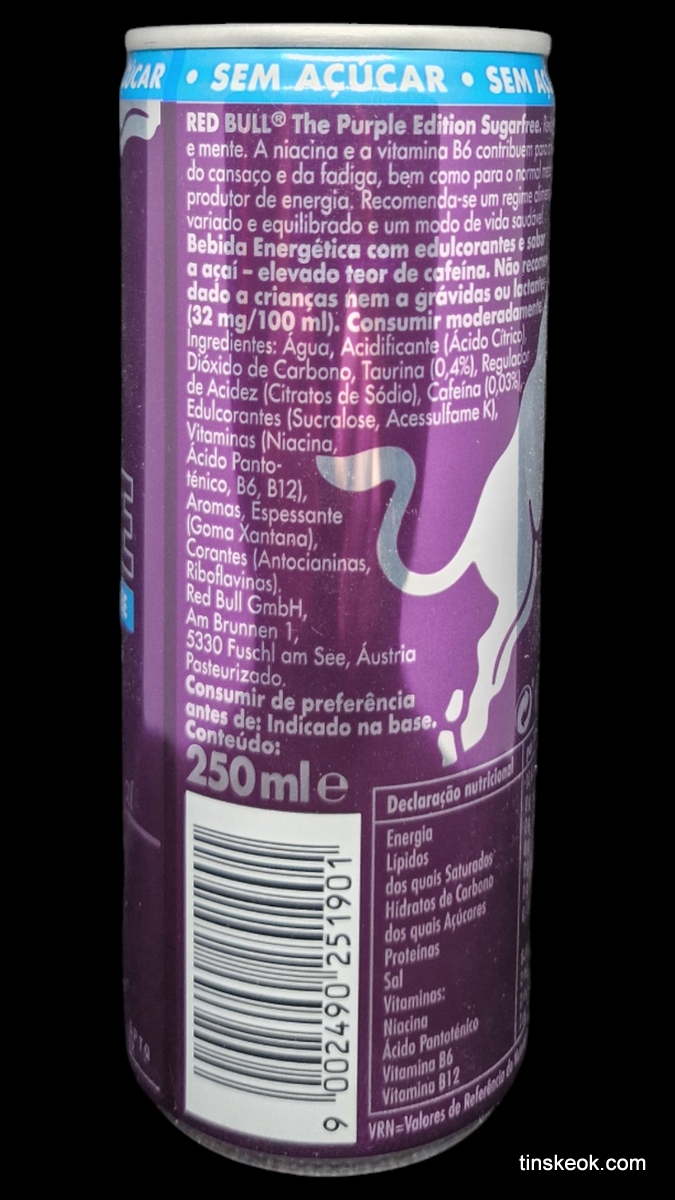 ÚCAR • SEM AÇÚCAR • SEM AÇ
RED BULL® The Purple Edition Sugarfree.
e mente. A niacina e a vitamina B6 contribuem para
do cansaço e da fadiga, bem como para o normal
produtor de energia. Recomenda-se um regime
variado e equilibrado e um modo de vida saudável.
Bebida Energética com edulcorantes e sabor
a açaí – elevado teor de cafeína. Não recomen
dado a crianças nem a grávidas ou lactantes
(32 mg/100 ml). Consumir moderadamente.
Ingredientes: Água, Acidificante (Ácido Cítrico),
Dióxido de Carbono, Taurina (0,4%), Regulador
de Acidez (Citratos de Sódio), Cafeína (0,03%),
Edulcorantes (Sucralose, Acessulfame K),
Vitaminas (Niacina,
Ácido Panto-
ténico, B6, B12),
Aromas, Espessante
(Goma Xantana),
Corantes (Antocianinas,
Riboflavinas).
Red Bull GmbH,
Am Brunnen 1,
5330 Fuschl am See, Áustria
Pasteurizado.
Consumir de preferência
antes de: Indicado na base.
Conteúdo:
250 ml e
9 002490 251901
Declaração nutricional
Energia
Lípidos
dos quais Saturados
Hidratos de Carbono
dos quais Açúcares
Proteínas
Sal
Vitaminas:
Niacina
Ácido Pantoténico
Vitamina B6
Vitamina B12
VRN=Valores de Referência do
tinskeok.com